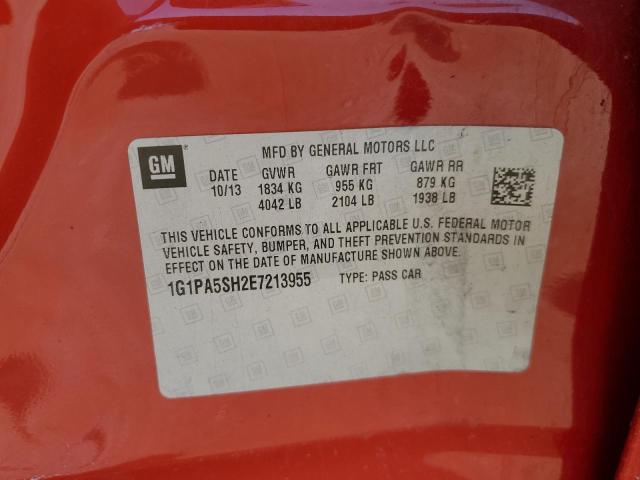 GM
MFD BY GENERAL MOTORS LLC
DATE GVWR GAWR FRT GAWR RR
10/13 1834 KG 955 KG 879 KG
4042 LB 2104 LB 1938 LB
THIS VEHICLE CONFORMS TO ALL APPLICABLE U.S. FEDERAL MOTOR
VEHICLE SAFETY, BUMPER, AND THEFT PREVENTION STANDARDS IN
EFFECT ON THE DATE OF MANUFACTURE SHOWN ABOVE.
1G1PA5SH2E7213955 TYPE: PASS CAR